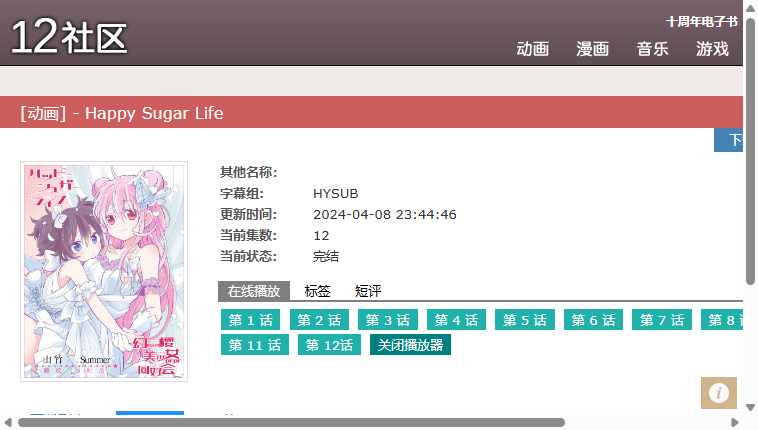 12社区
十周年电子书
动画 漫画 音乐 游戏
[动画] - Happy Sugar Life
其他名称:
字幕组: HYSUB
更新时间: 2024-04-08 23:44:46
当前集数: 12
当前状态: 完结
在线播放 标签 短评
第 1 话 第 2 话 第 3 话 第 4 话 第 5 话 第 6 话 第 7 话 第 8
第 11 话 第 12话 关闭播放器
ハッピー
シュガー
ライフ
山竹 Summer
幻之樱
美少女
同好会